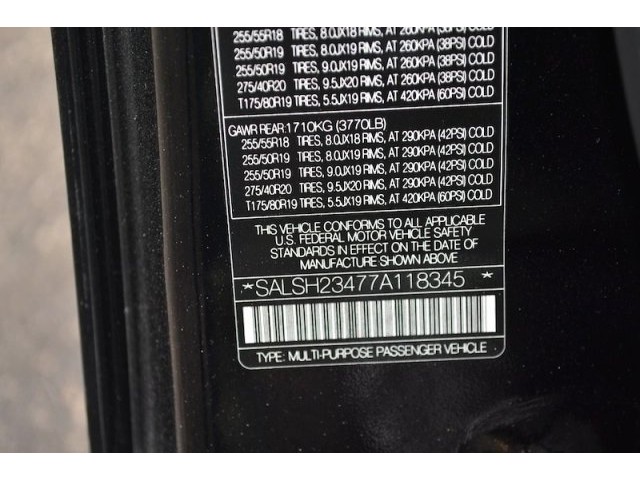 255/55R18 TIRES, 8.0JX18 RIMS, AT 260KPA (38PSI) COLD
255/50R19 TIRES, 8.0JX19 RIMS, AT 260KPA (38PSI) COLD
255/50R19 TIRES, 9.0JX19 RIMS, AT 260KPA (38PSI) COLD
275/40R20 TIRES, 9.5JX20 RIMS, AT 260KPA (38PSI) COLD
T175/80R19 TIRES, 5.5JX19 RIMS, AT 420KPA (60PSI) COLD
GAWR REAR:1710KG (3770LB)
255/55R18 TIRES, 8.0JX18 RIMS, AT 290KPA (42PSI) COLD
255/50R19 TIRES, 8.0JX19 RIMS, AT 290KPA (42PSI) COLD
255/50R19 TIRES, 9.0JX19 RIMS, AT 290KPA (42PSI) COLD
275/40R20 TIRES, 9.5JX20 RIMS, AT 290KPA (42PSI) COLD
T175/80R19 TIRES, 5.5JX19 RIMS, AT 420KPA (60PSI) COLD
THIS VEHICLE CONFORMS TO ALL APPLICABLE
U.S. FEDERAL MOTOR VEHICLE SAFETY
STANDARDS IN EFFECT ON THE DATE OF
MANUFACTURE SHOWN ABOVE
*SALSH23477A118345*
TYPE: MULTI-PURPOSE PASSENGER VEHICLE